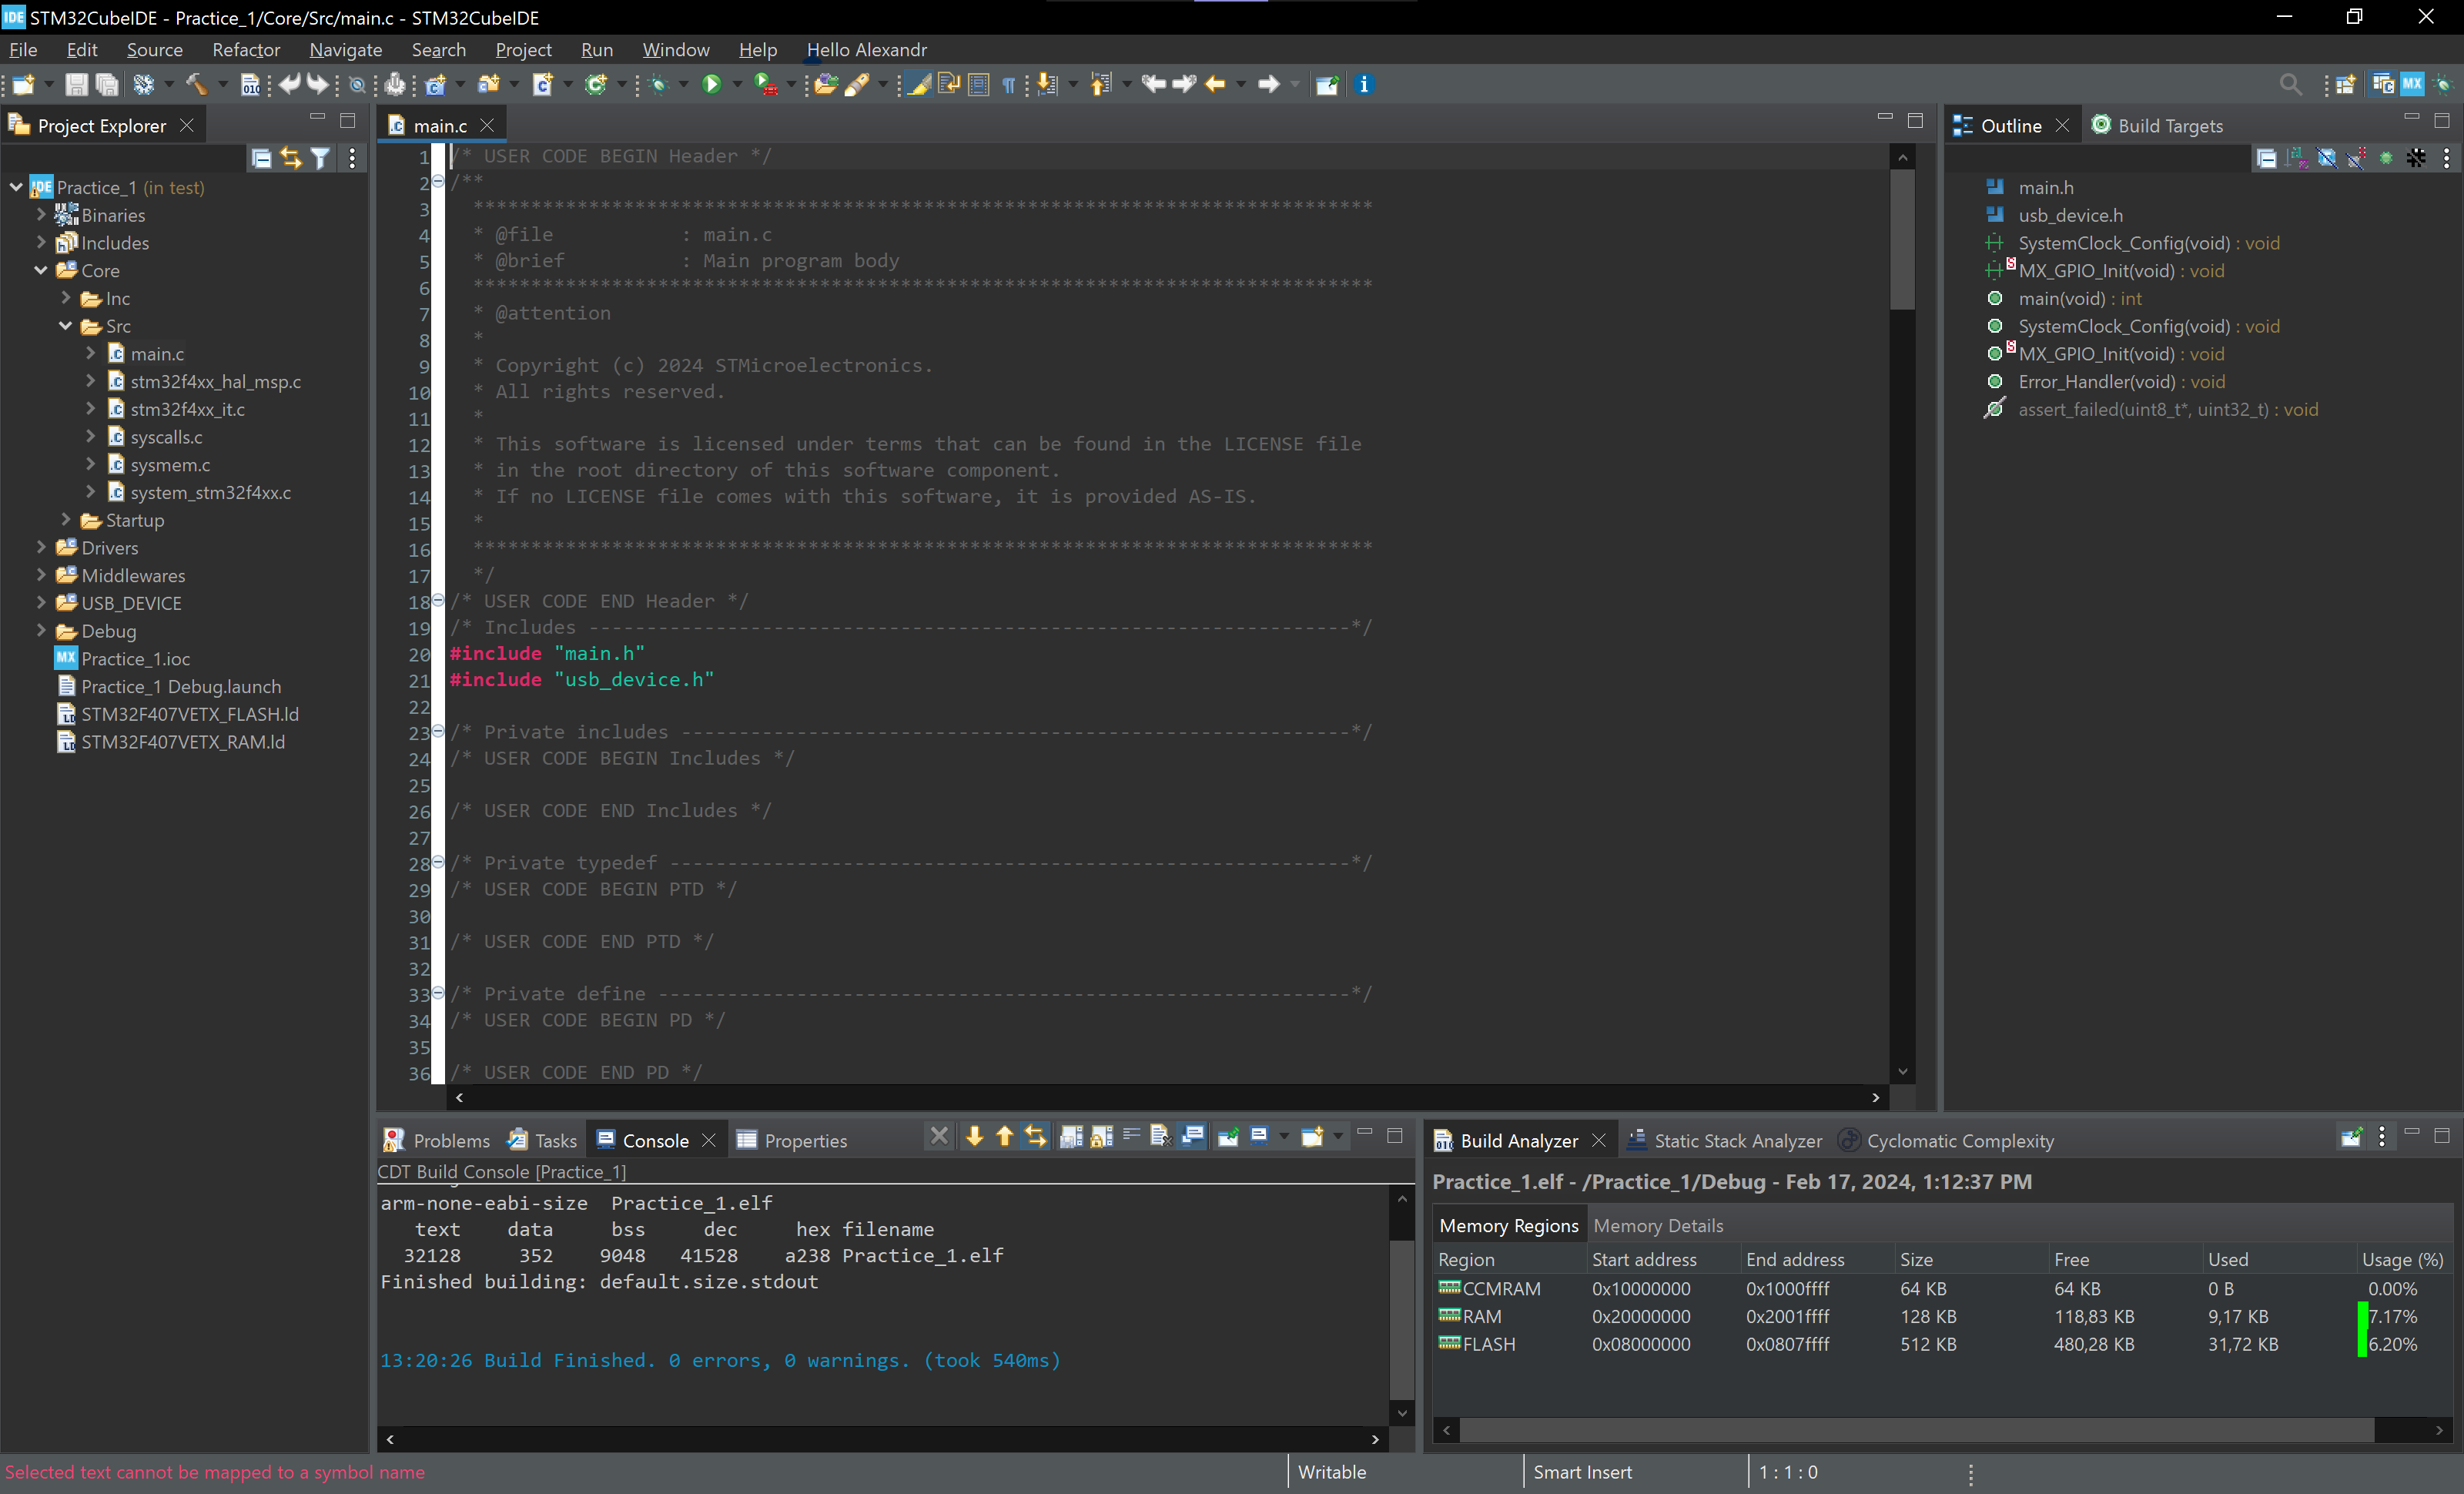 STM32CubeIDE - Practice_1/Core/Src/main.c - STM32CubeIDE
File Edit Source Refactor Navigate Search Project Run Window Help Hello Alexandr
Project Explorer
Practice_1 (in test)
Binaries
Includes
Core
Inc
Src
main.c
stm32f4xx_hal_msp.c
stm32f4xx_it.c
syscalls.c
sysmem.c
system_stm32f4xx.c
Startup
Drivers
Middlewares
USB_DEVICE
Debug
Practice_1.ioc
Practice_1 Debug.launch
STM32F407VETX_FLASH.ld
STM32F407VETX_RAM.ld
main.c
1 /* USER CODE BEGIN Header */
2 /**
3 ******************************************************************************
4 * @file : main.c
5 * @brief : Main program body
6 ******************************************************************************
7 * @attention
8 *
9 * Copyright (c) 2024 STMicroelectronics.
10 * All rights reserved.
11 *
12 * This software is licensed under terms that can be found in the LICENSE file
13 * in the root directory of this software component.
14 * If no LICENSE file comes with this software, it is provided AS-IS.
15 *
16 ******************************************************************************
17 */
18 /* USER CODE END Header */
19 /* Includes ------------------------------------------------------------------*/
20 #include "main.h"
21 #include "usb_device.h"
22
23 /* Private includes ----------------------------------------------------------*/
24 /* USER CODE BEGIN Includes */
25
26 /* USER CODE END Includes */
27
28 /* Private typedef -----------------------------------------------------------*/
29 /* USER CODE BEGIN PTD */
30
31 /* USER CODE END PTD */
32
33 /* Private define ------------------------------------------------------------*/
34 /* USER CODE BEGIN PD */
35
36 /* USER CODE END PD */
Outline Build Targets
main.h
usb_device.h
SystemClock_Config(void) : void
MX_GPIO_Init(void) : void
main(void) : int
SystemClock_Config(void) : void
MX_GPIO_Init(void) : void
Error_Handler(void) : void
assert_failed(uint8_t*, uint32_t) : void
Problems Tasks Console Properties
CDT Build Console [Practice_1]
arm-none-eabi-size Practice_1.elf
text data bss dec hex filename
32128 352 9048 41528 a238 Practice_1.elf
Finished building: default.size.stdout
13:20:26 Build Finished. 0 errors, 0 warnings. (took 540ms)
Build Analyzer Static Stack Analyzer Cyclomatic Complexity
Practice_1.elf - /Practice_1/Debug - Feb 17, 2024, 1:12:37 PM
Memory Regions Memory Details
Region Start address End address Size Free Used Usage (%)
CCMRAM 0x10000000 0x1000ffff 64 KB 64 KB 0 B 0.00%
RAM 0x20000000 0x2001ffff 128 KB 118,83 KB 9,17 KB 7.17%
FLASH 0x08000000 0x0807ffff 512 KB 480,28 KB 31,72 KB 6.20%
Selected text cannot be mapped to a symbol name
Writable
Smart Insert
1 : 1 : 0